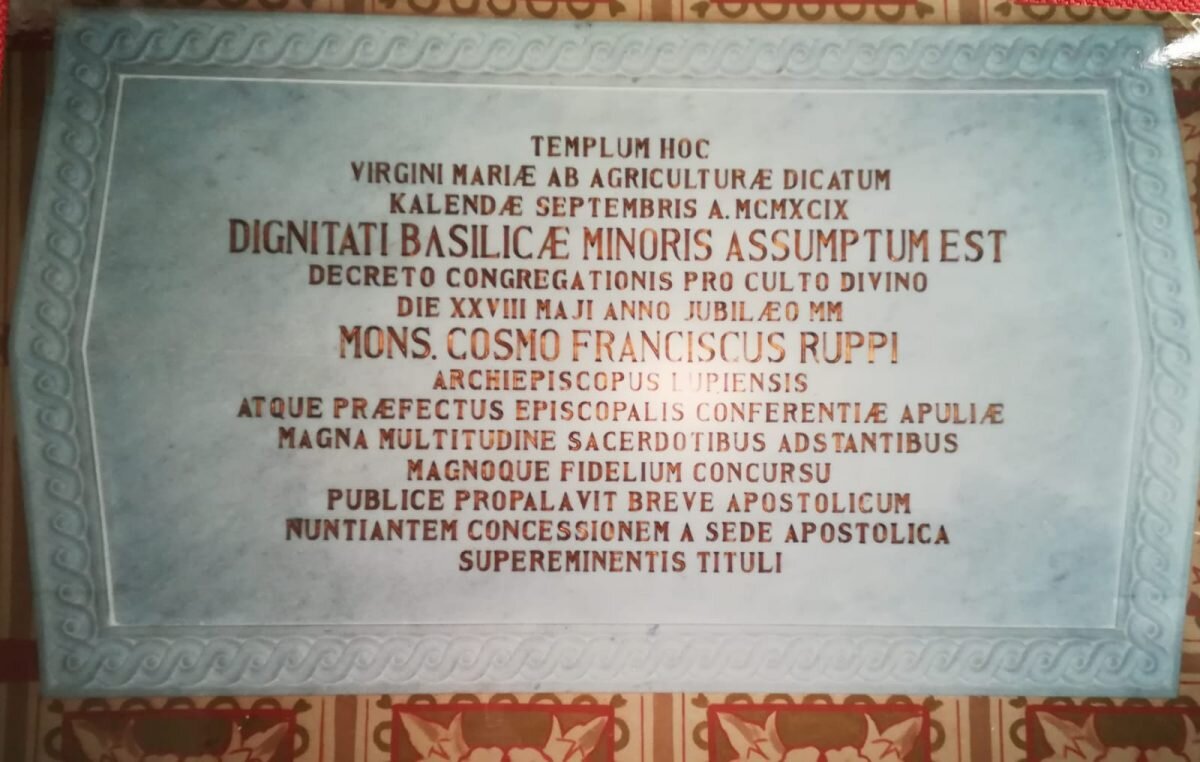 TEMPLUM HOC
VIRGINI MARIÆ AB AGRICULTURÆ DICATUM
KALENDÆ SEPTEMBRIS A. MCMXCIX
DIGNITATI BASILICÆ MINORIS ASSUMPTUM EST
DECRETO CONGREGATIONIS PRO CULTO DIVINO
DIE XXVIII MAJI ANNO JUBILÆO MM
MONS. COSMO FRANCISCUS RUPPI
ARCHIEPISCOPUS LUPIENSIS
ATQUE PRÆFECTUS EPISCOPALIS CONFERENTIÆ APULIÆ
MAGNA MULTITUDINE SACERDOTIBUS ADSTANTIBUS
MAGNOQUE FIDELIUM CONCURSU
PUBLICE PROPALAVIT BREVE APOSTOLICUM
NUNTIANTEM CONCESSIONEM A SEDE APOSTOLICA
SUPEREMINENTIS TITULI